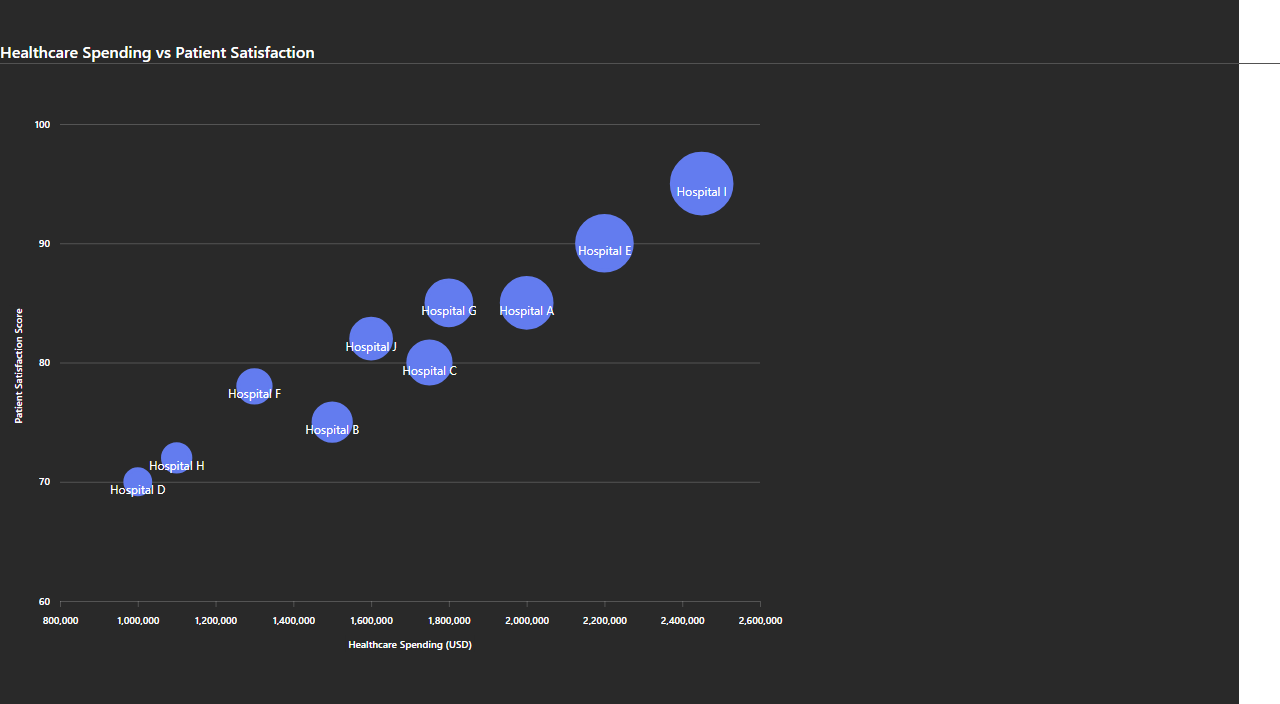 Healthcare Spending vs Patient Satisfaction
100
90
80
70
60
Patient Satisfaction Score
Hospital I
Hospital E
Hospital G
Hospital A
Hospital J
Hospital C
Hospital F
Hospital B
Hospital H
Hospital D
800,000
1,000,000
1,200,000
1,400,000
1,600,000
1,800,000
2,000,000
2,200,000
2,400,000
2,600,000
Healthcare Spending (USD)